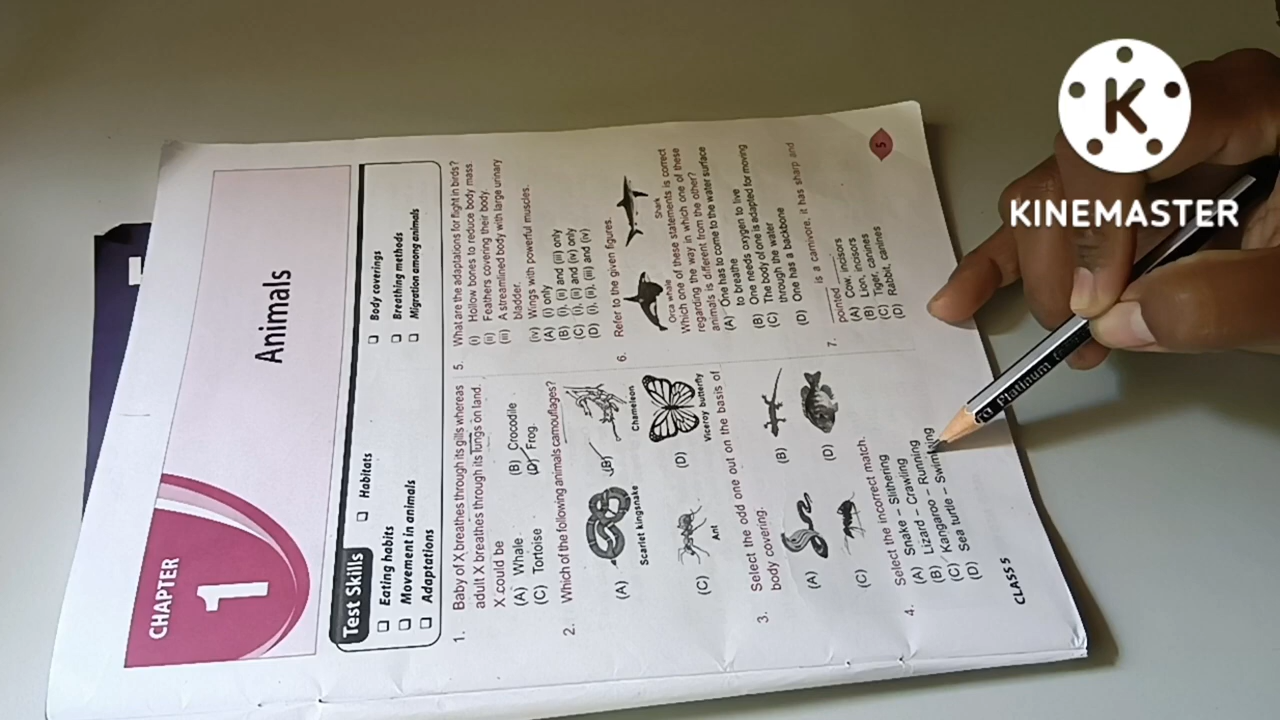 CHAPTER
1
Animals
Test Skills
Eating habits
Habitats
Body coverings
Movement in animals
Breathing methods
Adaptations
Migration among animals
1. Baby of X breathes through its gills whereas
adult X breathes through its lungs on land.
X could be
(A) Whale (B) Crocodile
(C) Tortoise (D) Frog.
2. Which of the following animals camouflages?
(A) (B)
Scarlet kingsnake Chameleon
(C) (D)
Ant Viceroy butterfly
3. Select the odd one out on the basis of
body covering.
(A) (B)
(C) (D)
4. Select the incorrect match.
(A) Snake – Slithering
(B) Lizard – Crawling
(C) Kangaroo – Running
(D) Sea turtle – Swimming
CLASS 5
5. What are the adaptations for flight in birds?
(i) Hollow bones to reduce body mass
(ii) Feathers covering their body.
(iii) A streamlined body with large urinary
bladder.
(iv) Wings with powerful muscles.
(A) (i) only
(B) (i), (ii) and (iii) only
(C) (i), (ii) and (iv) only
(D) (i), (ii), (iii) and (iv)
6. Refer to the given figures.
Orca whale Shark
Which one of these statements is correct
regarding the way in which one of these
animals is different from the other?
(A) One has to come to the water surface
to breathe
(B) One needs oxygen to live
(C) The body of one is adapted for moving
through the water
(D) One has a backbone
7. ______ is a carnivore, it has sharp and
pointed ______
(A) Cow, incisors
(B) Lion, incisors
(C) Tiger, canines
(D) Rabbit, canines
5
Platinum
K
KINEMASTER